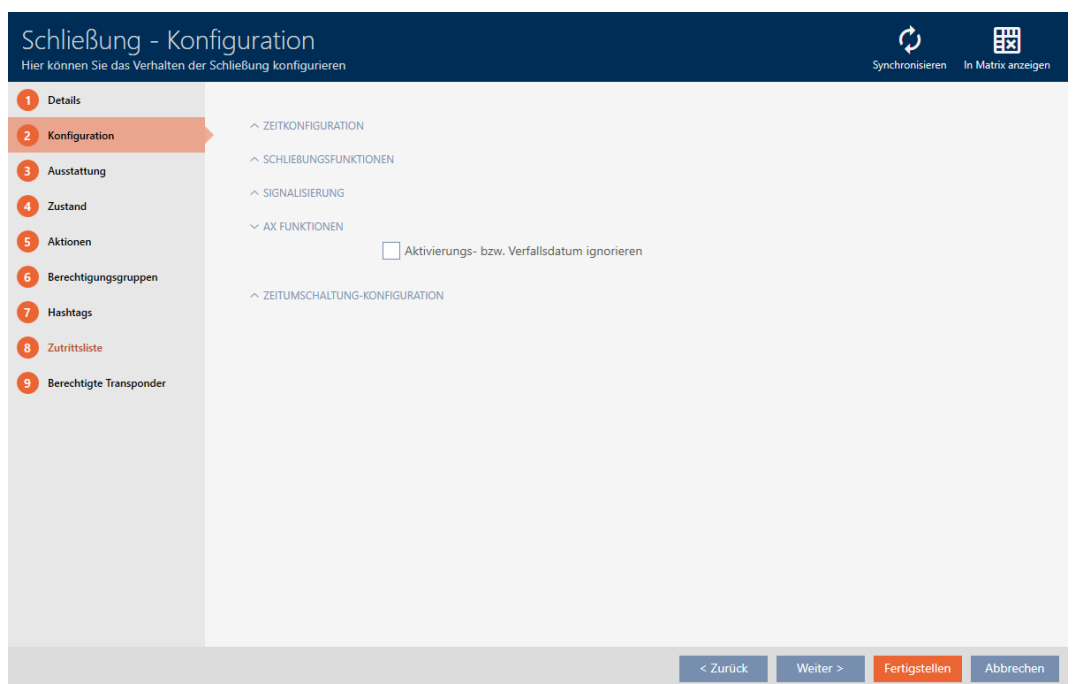 Schließung - Konfiguration
Hier können Sie das Verhalten der Schließung konfigurieren
Synchronisieren
In Matrix anzeigen
1 Details
2 Konfiguration
3 Ausstattung
4 Zustand
5 Aktionen
6 Berechtigungsgruppen
7 Hashtags
8 Zutrittsliste
9 Berechtigte Transponder
ZEITKONFIGURATION
SCHLIEßUNGSFUNKTIONEN
SIGNALISIERUNG
AX FUNKTIONEN
Aktivierungs- bzw. Verfallsdatum ignorieren
ZEITUMSCHALTUNG-KONFIGURATION
< Zurück
Weiter >
Fertigstellen
Abbrechen